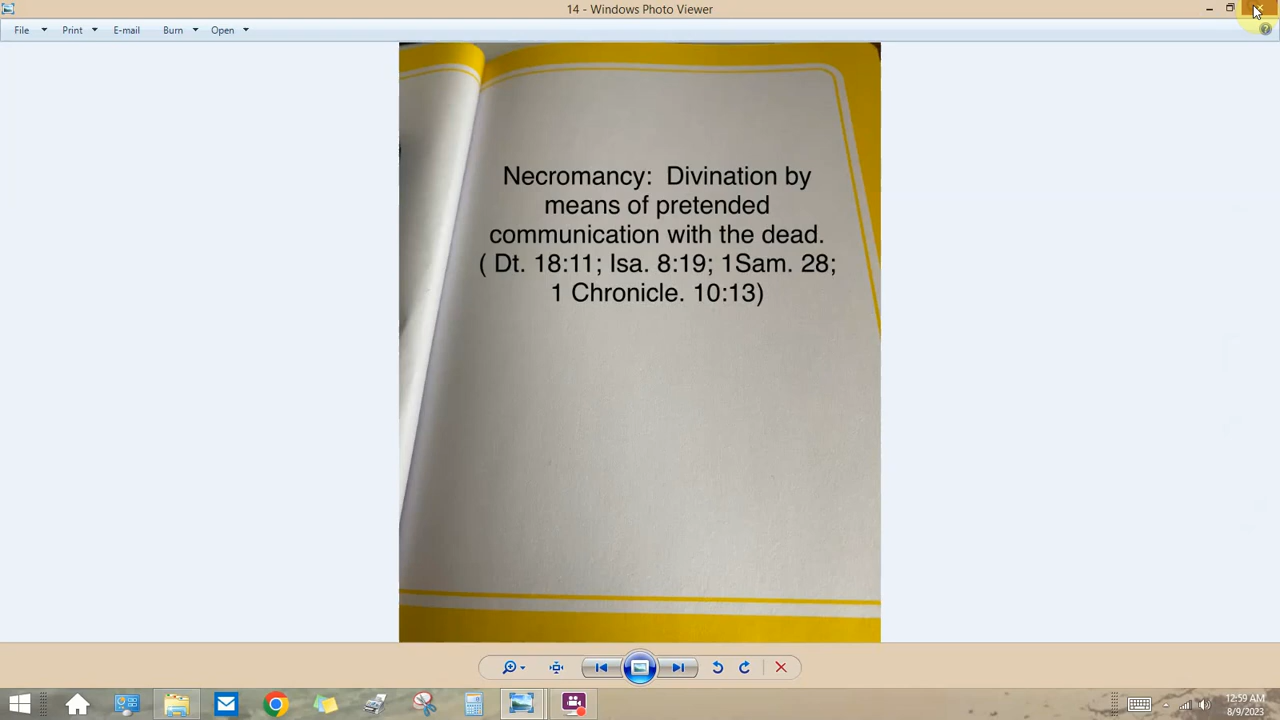 14 - Windows Photo Viewer
File Print E-mail Burn Open
Necromancy: Divination by
means of pretended
communication with the dead.
( Dt. 18:11; Isa. 8:19; 1Sam. 28;
1 Chronicle. 10:13)
12:59 AM
8/9/2023